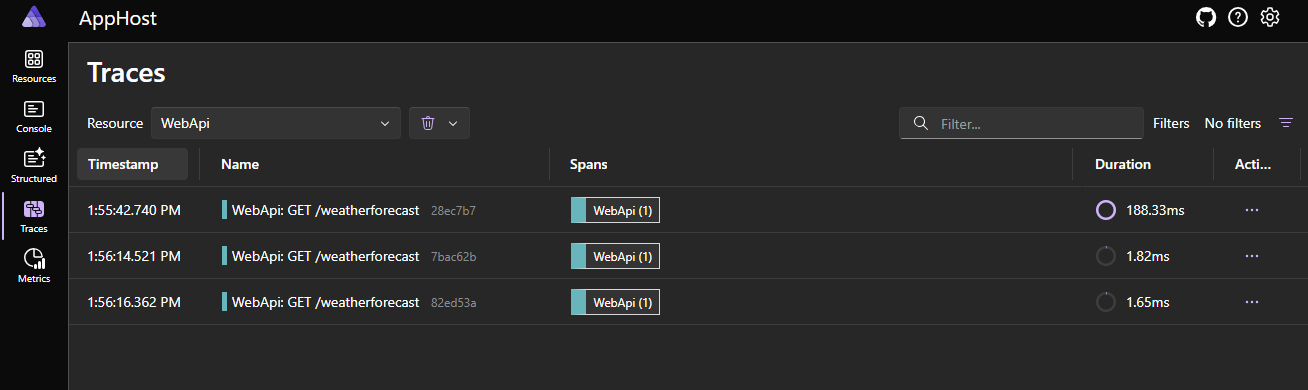 AppHost
Resources
Console
Structured
Traces
Metrics
Traces
Resource WebApi Filter... Filters No filters
Timestamp Name Spans Duration Acti...
1:55:42.740 PM WebApi: GET /weatherforecast 28ec7b7 WebApi (1) 188.33ms ...
1:56:14.521 PM WebApi: GET /weatherforecast 7bac62b WebApi (1) 1.82ms ...
1:56:16.362 PM WebApi: GET /weatherforecast 82ed53a WebApi (1) 1.65ms ...